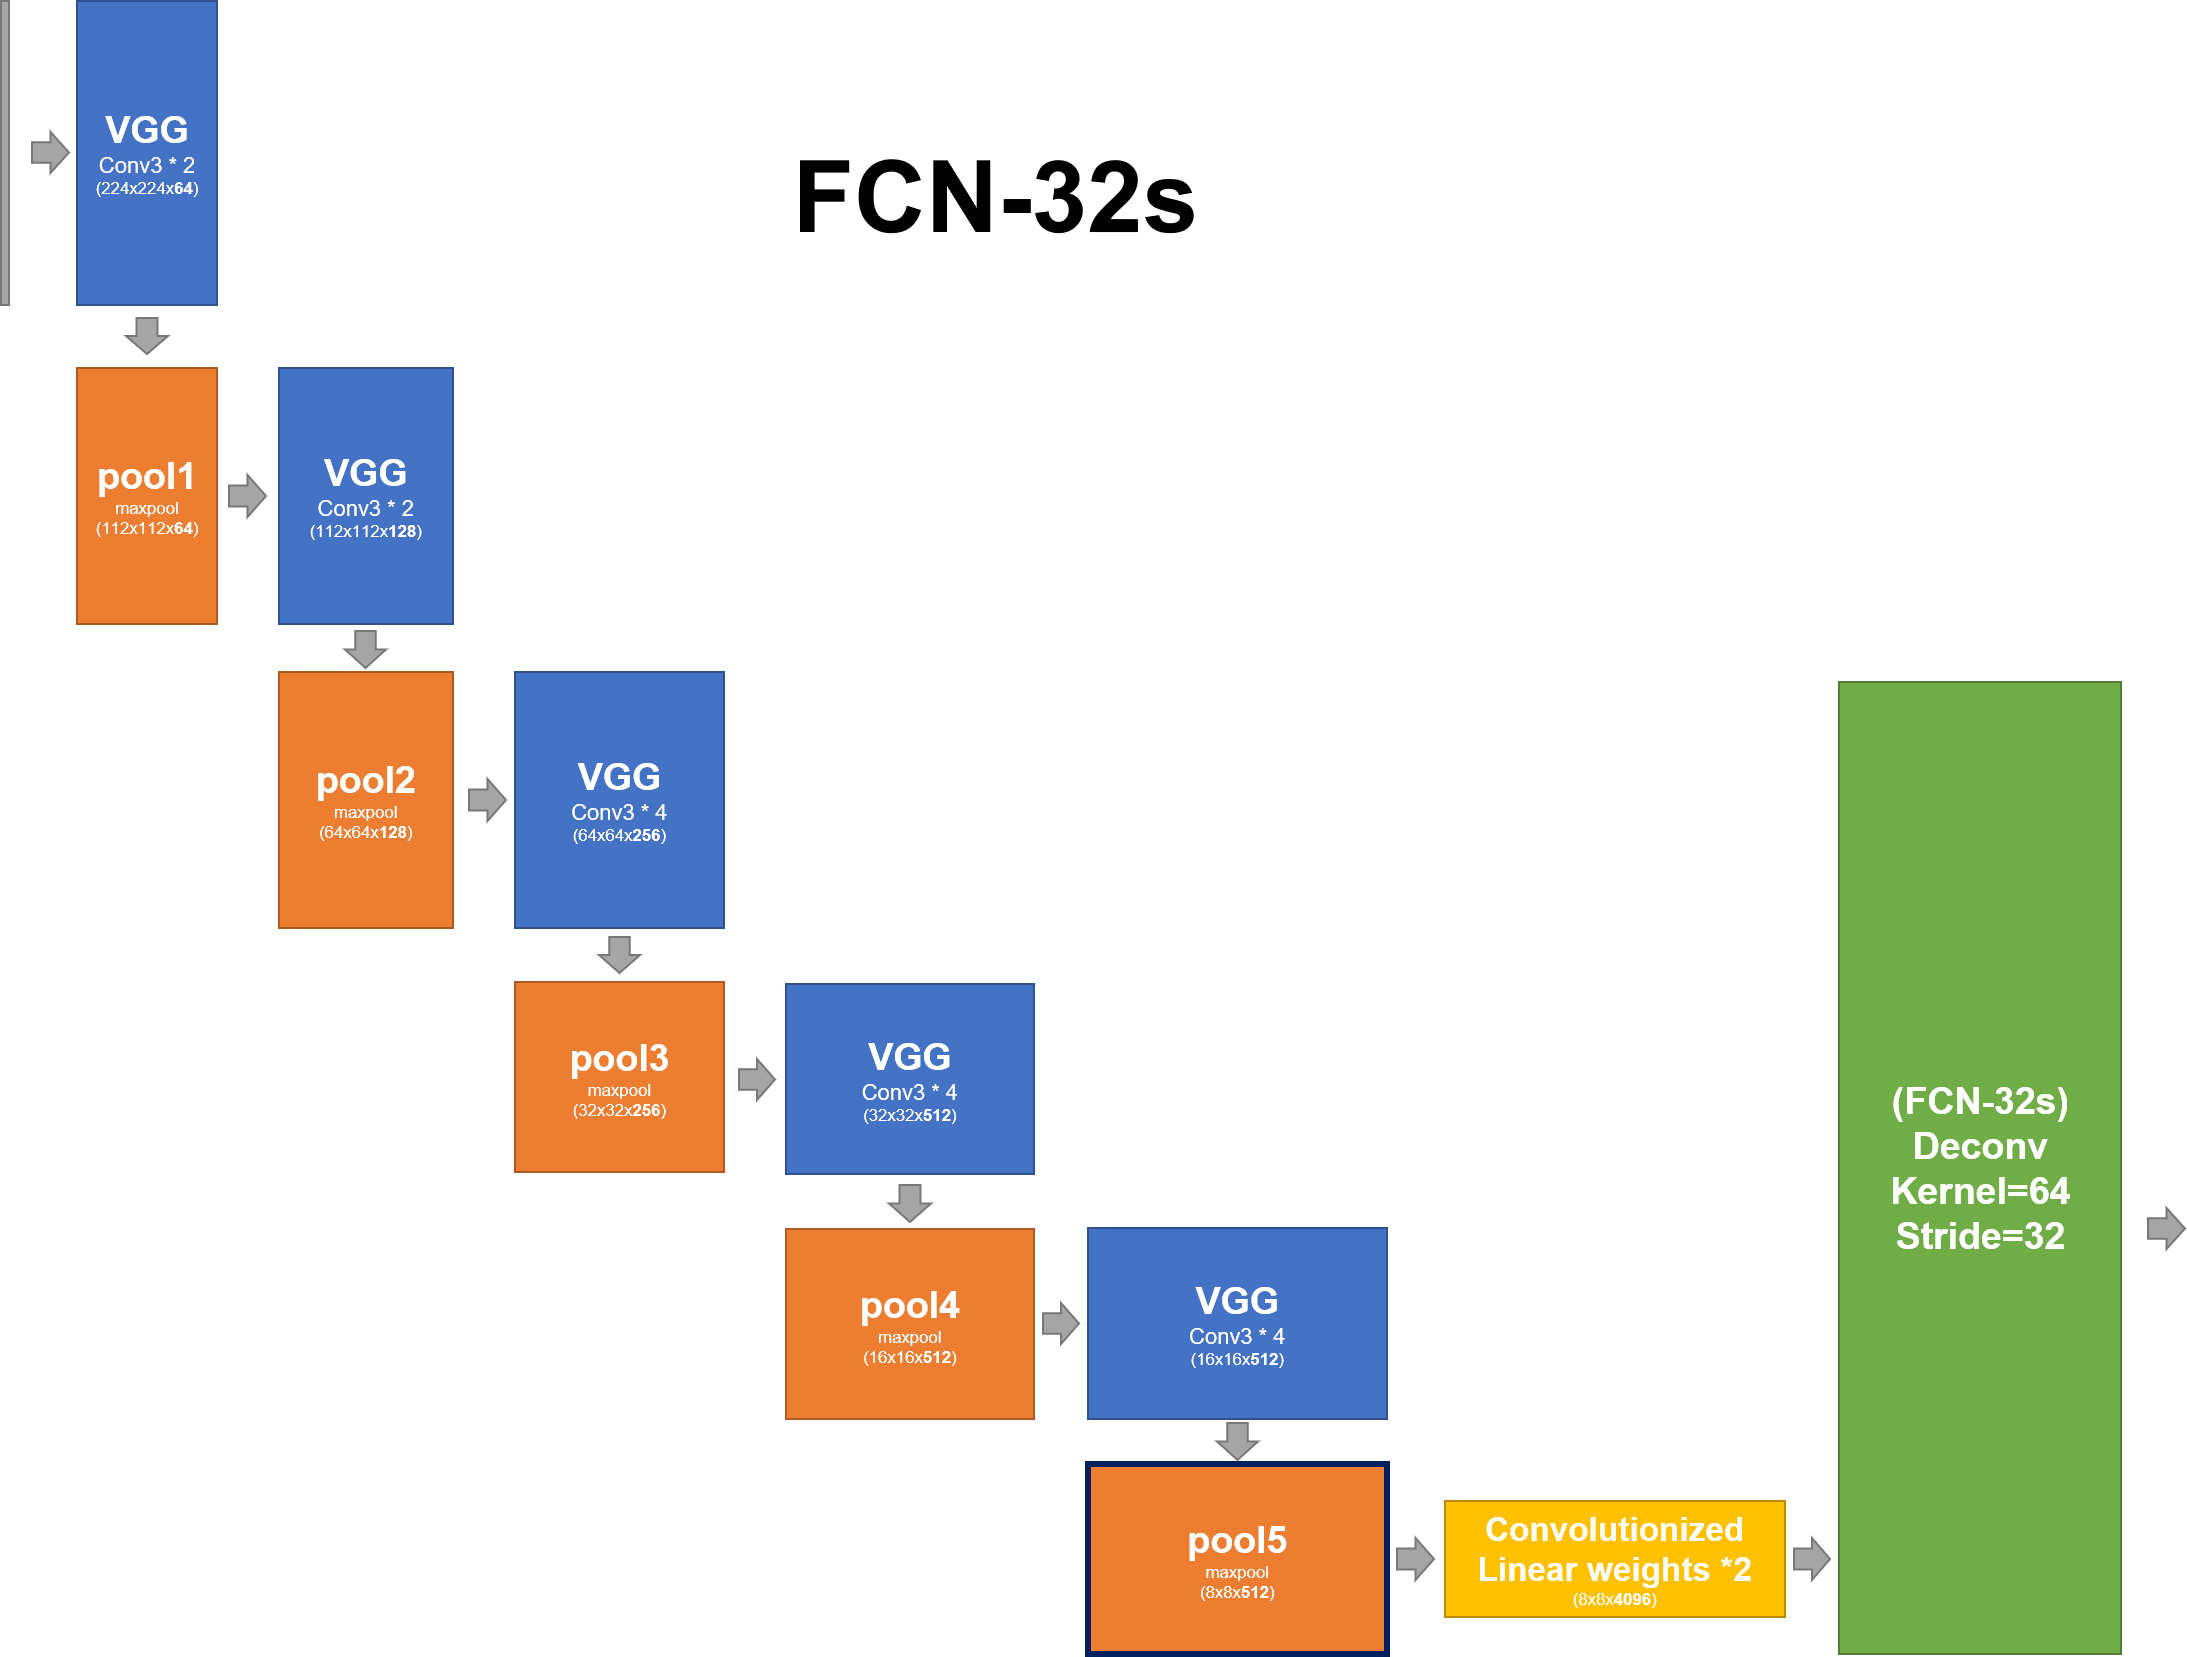 VGG
Conv3 * 2
(224x224x64)
FCN-32s
pool1
maxpool
(112x112x64)
VGG
Conv3 * 2
(112x112x128)
pool2
maxpool
(64x64x128)
VGG
Conv3 * 4
(64x64x256)
pool3
maxpool
(32x32x256)
VGG
Conv3 * 4
(32x32x512)
pool4
maxpool
(16x16x512)
VGG
Conv3 * 4
(16x16x512)
pool5
maxpool
(8x8x512)
Convolutionized
Linear weights *2
(8x8x4096)
(FCN-32s)
Deconv
Kernel=64
Stride=32